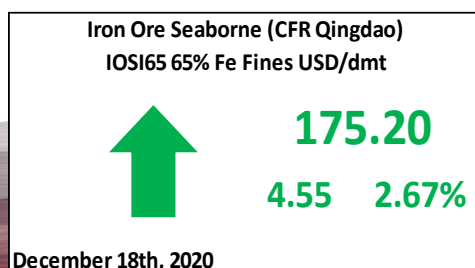 Iron Ore Seaborne (CFR Qingdao)
IOSI65 65% Fe Fines USD/dmt
175.20
4.55 2.67%
December 18th, 2020